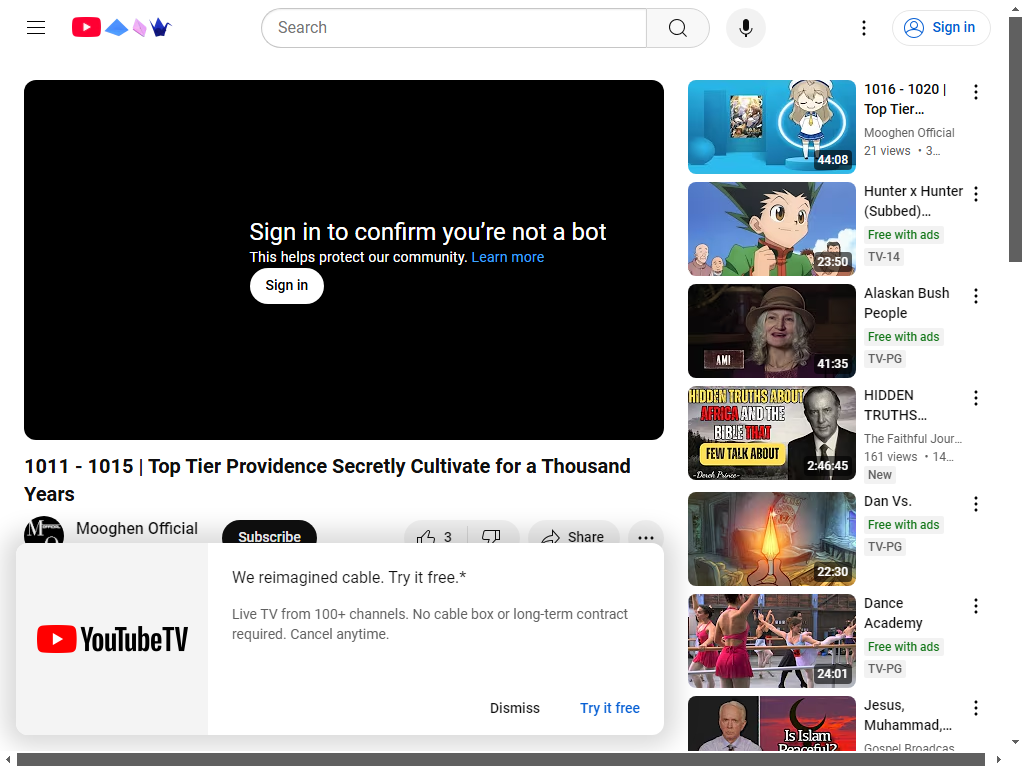 Search
Sign in
Sign in to confirm you’re not a bot
This helps protect our community. Learn more
Sign in
1011 - 1015 | Top Tier Providence Secretly Cultivate for a Thousand
Years
Mooghen Official
Subscribe
3
Share
YouTubeTV
We reimagined cable. Try it free.*
Live TV from 100+ channels. No cable box or long-term contract
required. Cancel anytime.
Dismiss
Try it free
44:08
1016 - 1020 |
Top Tier...
Mooghen Official
21 views • 3...
23:50
Hunter x Hunter
(Subbed)...
Free with ads
TV-14
AMI
41:35
Alaskan Bush
People
Free with ads
TV-PG
HIDDEN TRUTHS ABOUT
AFRICA AND THE
BIBLE THAT
FEW TALK ABOUT
~Derek Prince~
2:46:45
HIDDEN
TRUTHS...
The Faithful Jour...
161 views • 14...
New
22:30
Dan Vs.
Free with ads
TV-PG
24:01
Dance
Academy
Free with ads
TV-PG
Is Islam
Peaceful?
Jesus,
Muhammad,...
Gospel Broadcas